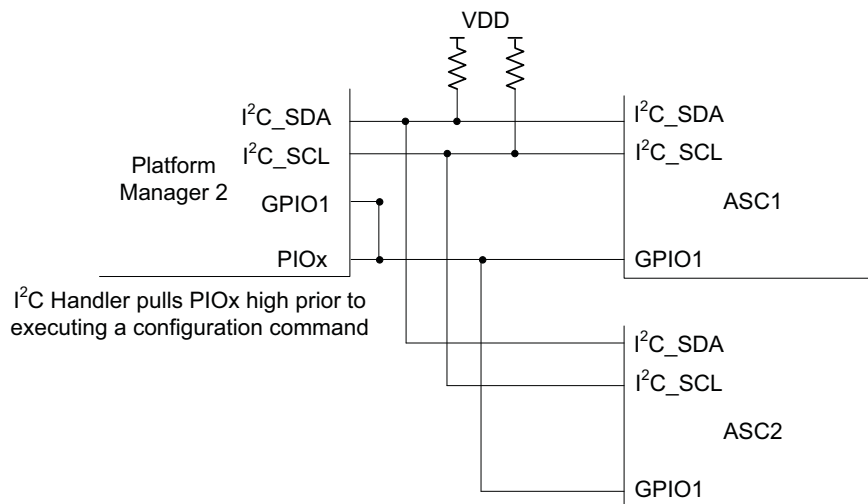 VDD
I²C_SDA
I²C_SCL
Platform
Manager 2
GPIO1
PIOx
I²C Handler pulls PIOx high prior to
executing a configuration command
I²C_SDA
I²C_SCL
ASC1
GPIO1
I²C_SDA
I²C_SCL
ASC2
GPIO1